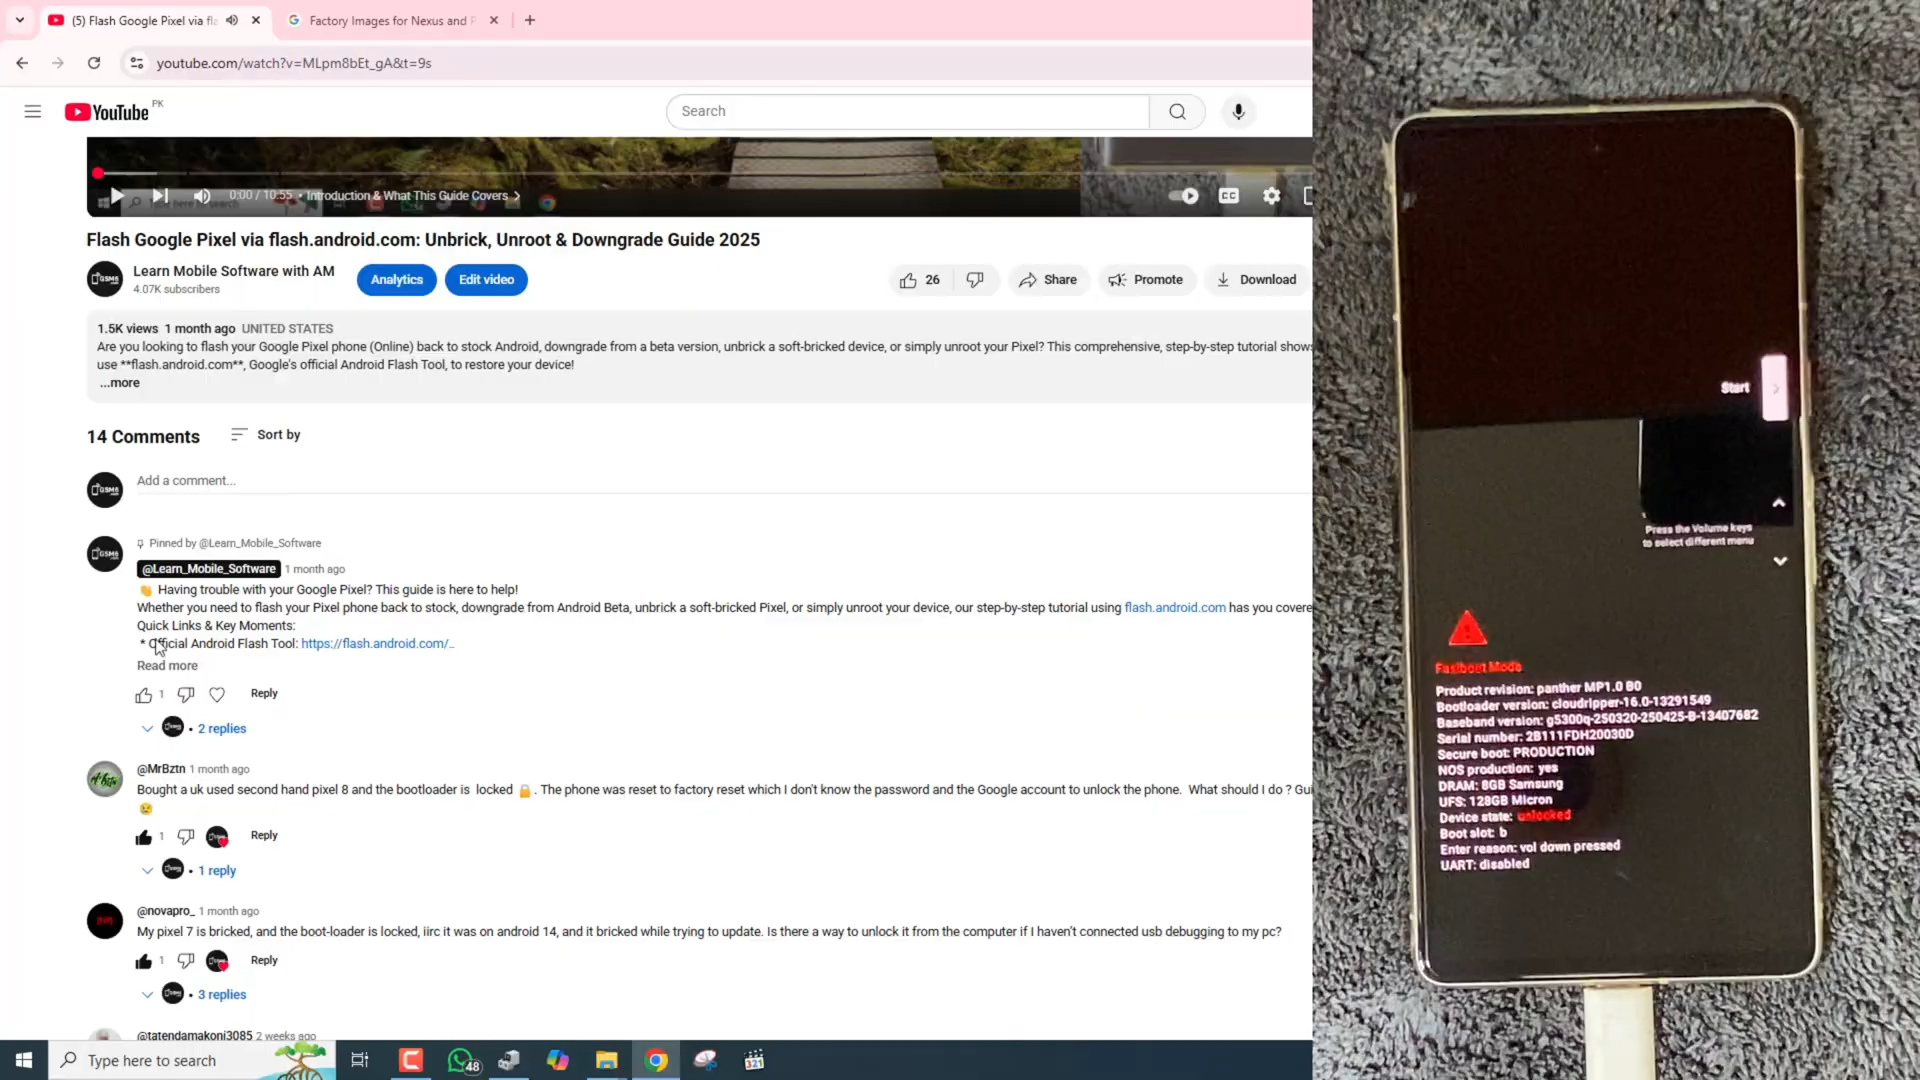 (5) Flash Google Pixel via fla
Factory Images for Nexus and P
youtube.com/watch?v=MLpm8bEt_gA&t=9s
YouTube PK
Search
0:00 / 10:55 • Introduction & What This Guide Covers
CC
Flash Google Pixel via flash.android.com: Unbrick, Unroot & Downgrade Guide 2025
Learn Mobile Software with AM
4.07K subscribers
Analytics
Edit video
26
Share
Promote
Download
1.5K views 1 month ago UNITED STATES
Are you looking to flash your Google Pixel phone (Online) back to stock Android, downgrade from a beta version, unbrick a soft-bricked device, or simply unroot your Pixel? This comprehensive, step-by-step tutorial shows
use **flash.android.com**, Google's official Android Flash Tool, to restore your device!
...more
14 Comments
Sort by
Add a comment...
Pinned by @Learn_Mobile_Software
@Learn_Mobile_Software 1 month ago
👋 Having trouble with your Google Pixel? This guide is here to help!
Whether you need to flash your Pixel phone back to stock, downgrade from Android Beta, unbrick a soft-bricked Pixel, or simply unroot your device, our step-by-step tutorial using flash.android.com has you covere
Quick Links & Key Moments:
* Official Android Flash Tool: https://flash.android.com/..
Read more
1
Reply
• 2 replies
@MrBztn 1 month ago
Bought a uk used second hand pixel 8 and the bootloader is locked 🔒. The phone was reset to factory reset which I don't know the password and the Google account to unlock the phone. What should I do ? Gui
😢
1
Reply
• 1 reply
@novapro_ 1 month ago
My pixel 7 is bricked, and the boot-loader is locked, iirc it was on android 14, and it bricked while trying to update. Is there a way to unlock it from the computer if I haven't connected usb debugging to my pc?
1
Reply
• 3 replies
@tatendamakoni3085 2 weeks ago
Type here to search
48
321
Start
Press the Volume keys
to select different menu
Fastboot Mode
Product revision: panther MP1.0 B0
Bootloader version: cloudripper-16.0-13291549
Baseband version: g5300q-250320-250425-B-13407682
Serial number: 2B111FDH20030D
Secure boot: PRODUCTION
NOS production: yes
DRAM: 8GB Samsung
UFS: 128GB Micron
Device state: unlocked
Boot slot: b
Enter reason: vol down pressed
UART: disabled